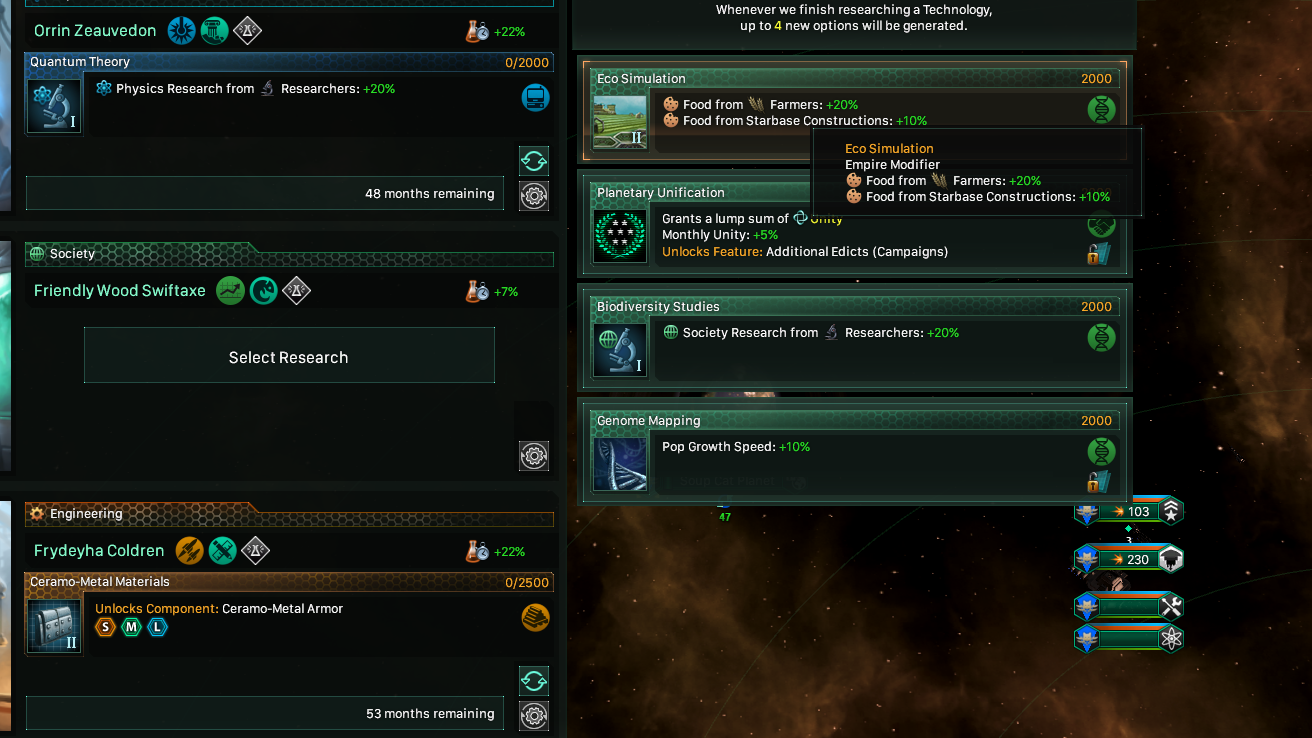 Orrin Zeauvedon
+22%
Quantum Theory
0/2000
Physics Research from Researchers: +20%
I
48 months remaining
Society
Friendly Wood Swiftaxe
+7%
Select Research
Engineering
Frydeyha Coldren
+22%
Ceramo-Metal Materials
0/2500
Unlocks Component: Ceramo-Metal Armor
S M L
II
53 months remaining
Whenever we finish researching a Technology,
up to 4 new options will be generated.
Eco Simulation
2000
Food from Farmers: +20%
Food from Starbase Constructions: +10%
II
Eco Simulation
Empire Modifier
Food from Farmers: +20%
Food from Starbase Constructions: +10%
Planetary Unification
Grants a lump sum of Unity
Monthly Unity: +5%
Unlocks Feature: Additional Edicts (Campaigns)
Biodiversity Studies
2000
Society Research from Researchers: +20%
I
Genome Mapping
2000
Pop Growth Speed: +10%
47
103
3
230